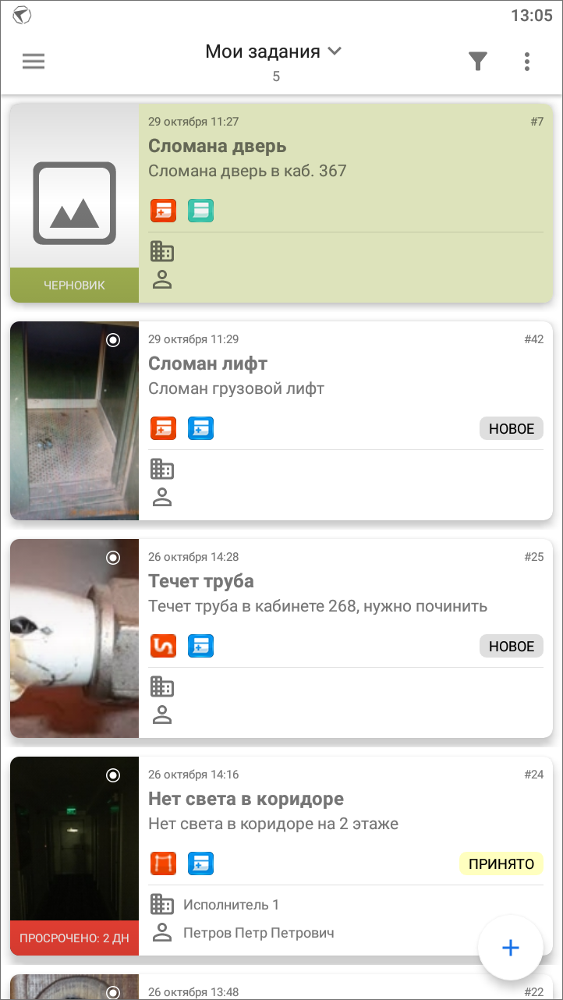 13:05
Мои задания
5
29 октября 11:27
#7
Сломана дверь
Сломана дверь в каб. 367
ЧЕРНОВИК
29 октября 11:29
#42
Сломан лифт
Сломан грузовой лифт
НОВОЕ
26 октября 14:28
#25
Течет труба
Течет труба в кабинете 268, нужно починить
НОВОЕ
26 октября 14:16
#24
Нет света в коридоре
Нет света в коридоре на 2 этаже
ПРИНЯТО
Исполнитель 1
ПРОСРОЧЕНО: 2 ДН
Петров Петр Петрович
26 октября 13:48
#22